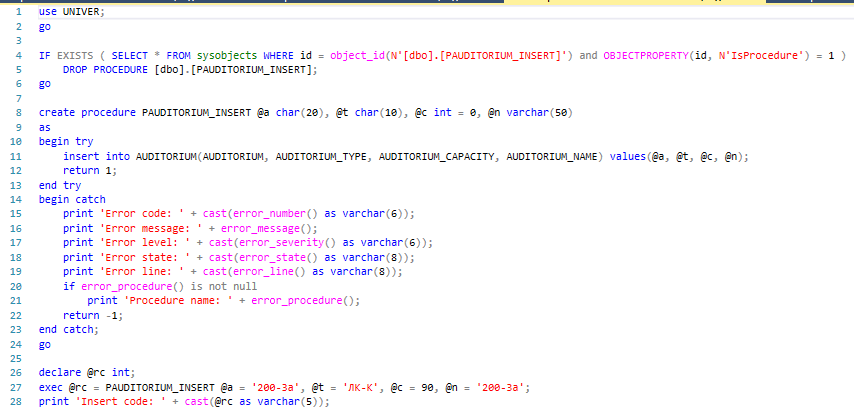 1 use UNIVER;
2 go
3
4 IF EXISTS ( SELECT * FROM sysobjects WHERE id = object_id(N'[dbo].[PAUDITORIUM_INSERT]') and OBJECTPROPERTY(id, N'IsProcedure') = 1 )
5 DROP PROCEDURE [dbo].[PAUDITORIUM_INSERT];
6 go
7
8 create procedure PAUDITORIUM_INSERT @a char(20), @t char(10), @c int = 0, @n varchar(50)
9 as
10 begin try
11 insert into AUDITORIUM(AUDITORIUM, AUDITORIUM_TYPE, AUDITORIUM_CAPACITY, AUDITORIUM_NAME) values(@a, @t, @c, @n);
12 return 1;
13 end try
14 begin catch
15 print 'Error code: ' + cast(error_number() as varchar(6));
16 print 'Error message: ' + error_message();
17 print 'Error level: ' + cast(error_severity() as varchar(6));
18 print 'Error state: ' + cast(error_state() as varchar(8));
19 print 'Error line: ' + cast(error_line() as varchar(8));
20 if error_procedure() is not null
21 print 'Procedure name: ' + error_procedure();
22 return -1;
23 end catch;
24 go
25
26 declare @rc int;
27 exec @rc = PAUDITORIUM_INSERT @a = '200-3a', @t = 'ЛК-К', @c = 90, @n = '200-3a';
28 print 'Insert code: ' + cast(@rc as varchar(5));